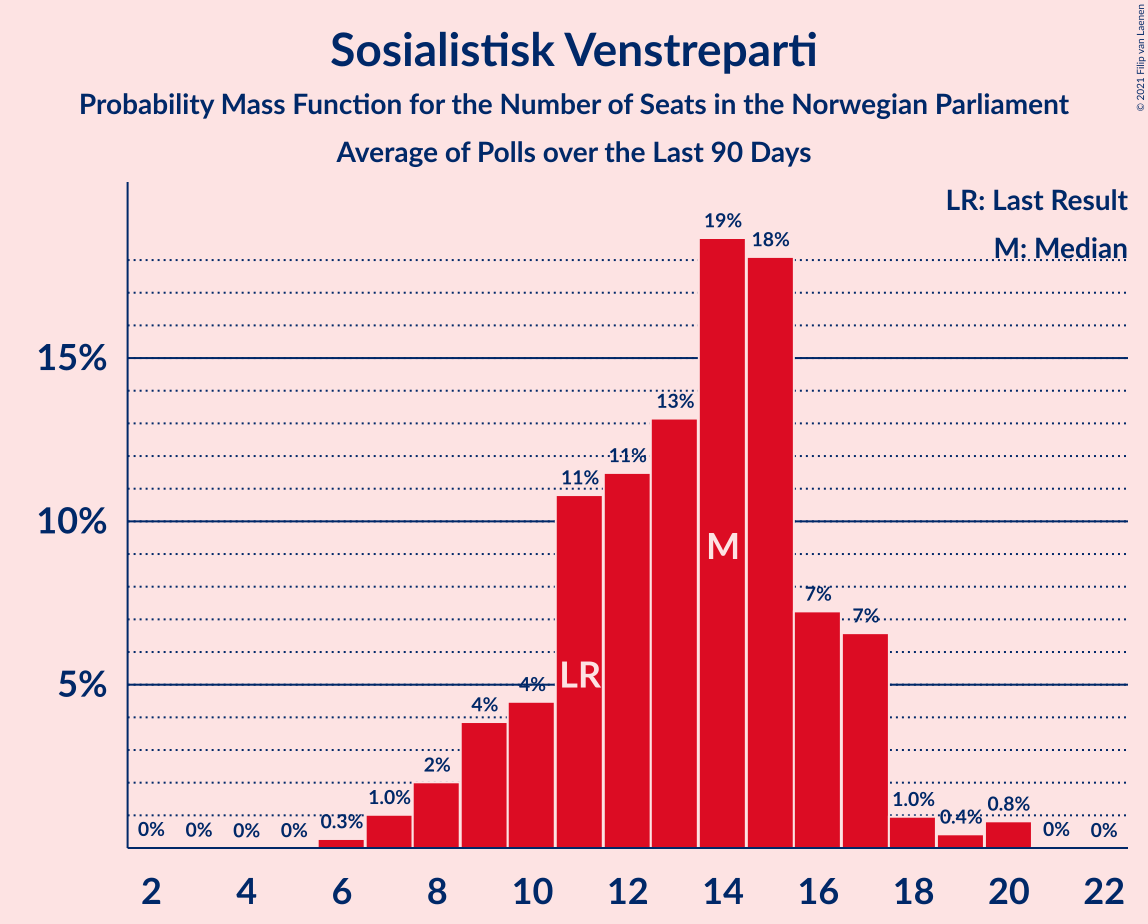 Sosialistisk Venstreparti
Probability Mass Function for the Number of Seats in the Norwegian Parliament
Average of Polls over the Last 90 Days
© 2021 Filip van Laenen
LR: Last Result
M: Median
15%
10%
5%
0%
0%
0%
0%
0.3%
1.0%
2%
4%
4%
11%
11%
13%
19%
18%
7%
7%
1.0%
0.4%
0.8%
0%
0%
LR
M
2 4 6 8 10 12 14 16 18 20 22